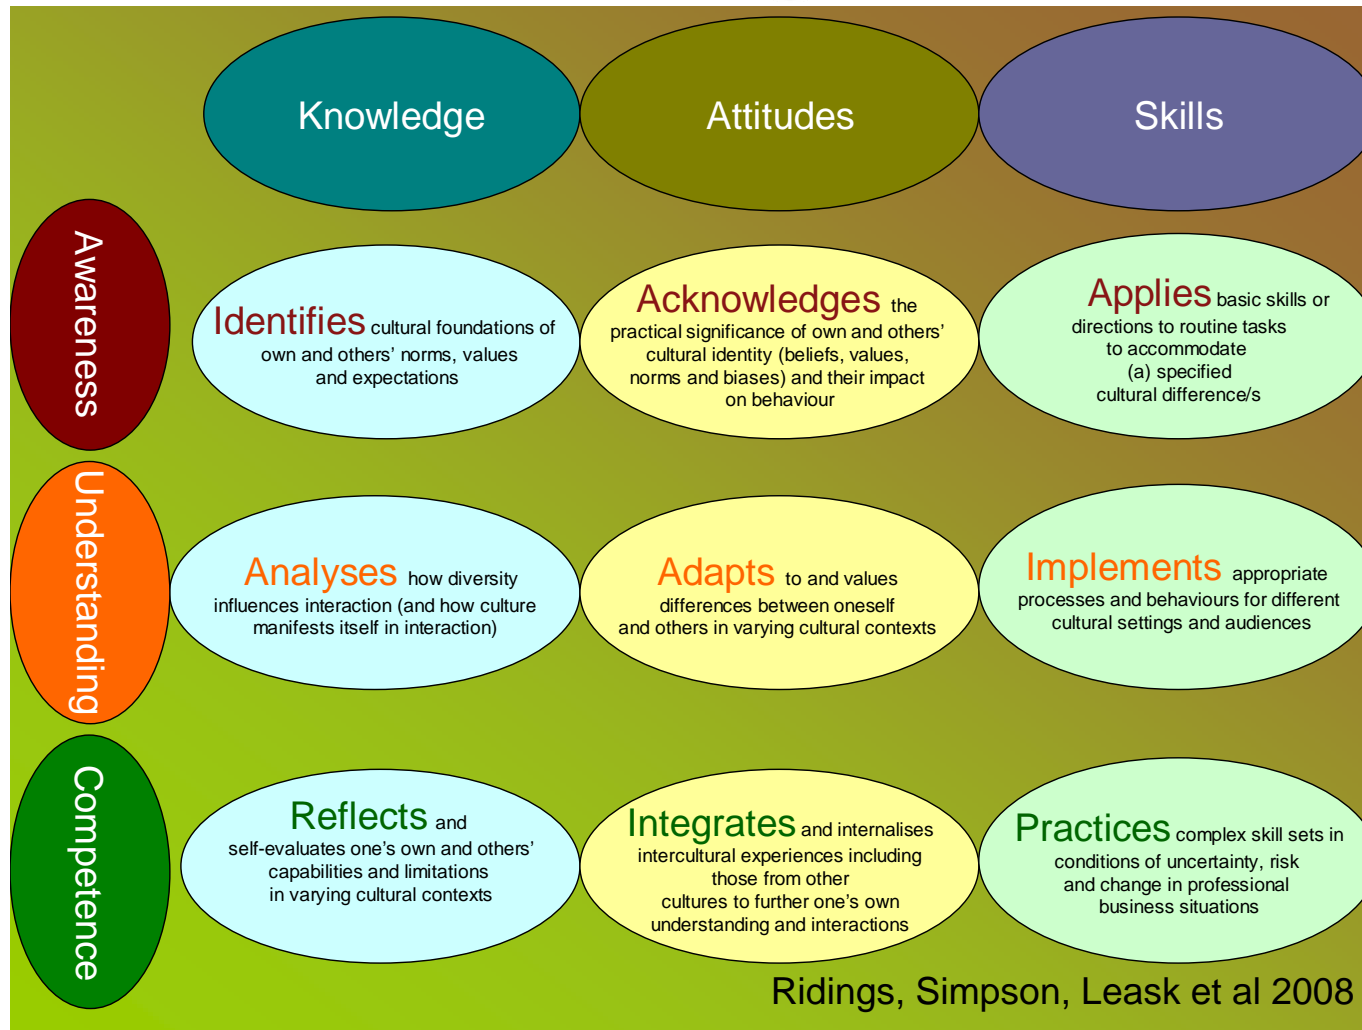 Knowledge
Attitudes
Skills
Awareness
Identifies cultural foundations of
own and others’ norms, values
and expectations
Acknowledges the
practical significance of own and others’
cultural identity (beliefs, values,
norms and biases) and their impact
on behaviour
Applies basic skills or
directions to routine tasks
to accommodate
(a) specified
cultural difference/s
Understanding
Analyses how diversity
influences interaction (and how culture
manifests itself in interaction)
Adapts to and values
differences between oneself
and others in varying cultural contexts
Implements appropriate
processes and behaviours for different
cultural settings and audiences
Competence
Reflects and
self-evaluates one’s own and others’
capabilities and limitations
in varying cultural contexts
Integrates and internalises
intercultural experiences including
those from other
cultures to further one’s own
understanding and interactions
Practices complex skill sets in
conditions of uncertainty, risk
and change in professional
business situations
Ridings, Simpson, Leask et al 2008